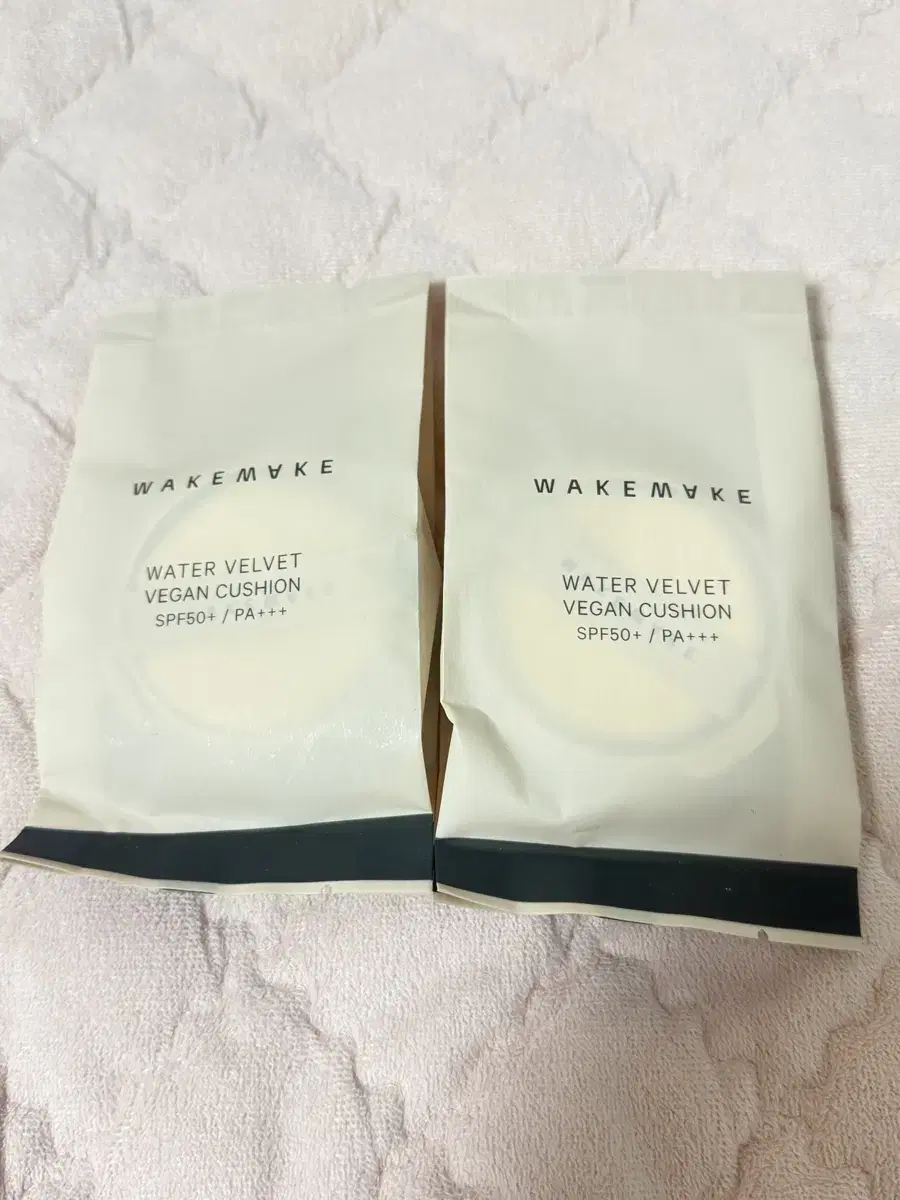 WAKEMAKE
WATER VELVET
VEGAN CUSHION
SPF50+ / PA+++
WAKEMAKE
WATER VELVET
VEGAN CUSHION
SPF50+ / PA+++